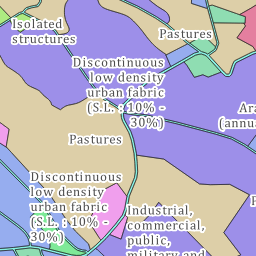 Isolated
structures
Pastures
Discontinuous
low density
urban fabric
(S.L. : 10% -
30%)
(annu
Pastures
Discontinuous
low density
urban fabric
(S.L. : 10% -
30%)
Industrial,
commercial,
public,
military and